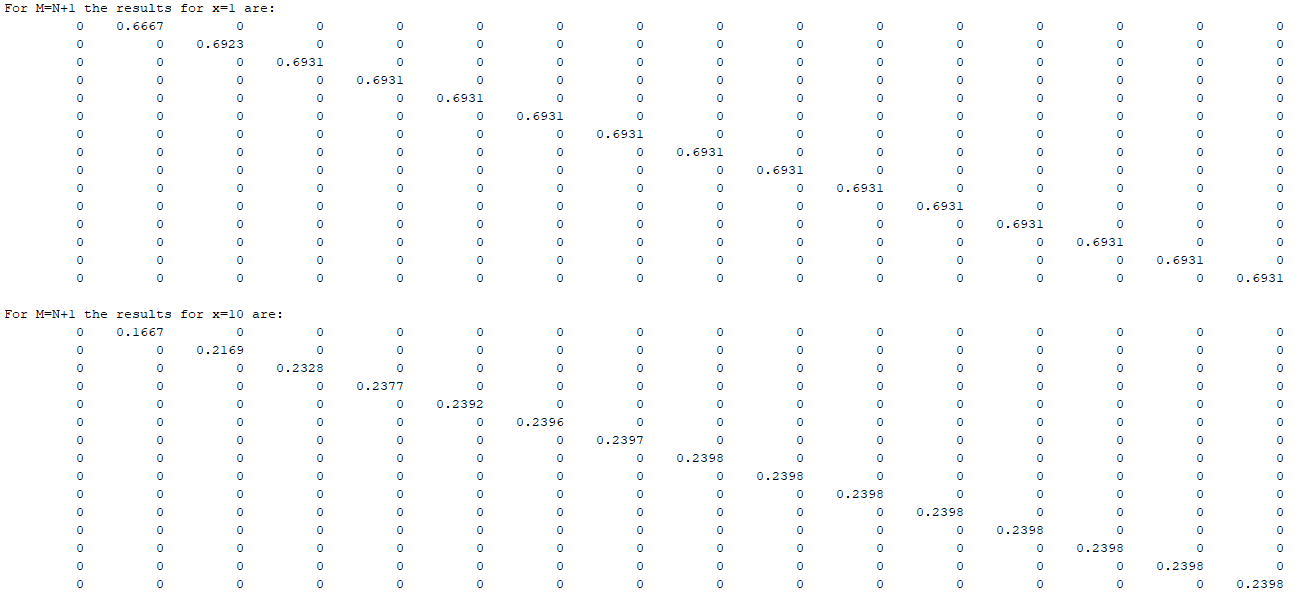 For M=N+1 the results for x=1 are:
0 0.6667 0 0 0 0 0 0 0 0 0 0 0 0 0 0
0 0 0.6923 0 0 0 0 0 0 0 0 0 0 0 0 0
0 0 0 0.6931 0 0 0 0 0 0 0 0 0 0 0 0
0 0 0 0 0.6931 0 0 0 0 0 0 0 0 0 0 0
0 0 0 0 0 0.6931 0 0 0 0 0 0 0 0 0 0
0 0 0 0 0 0 0.6931 0 0 0 0 0 0 0 0 0
0 0 0 0 0 0 0 0.6931 0 0 0 0 0 0 0 0
0 0 0 0 0 0 0 0 0.6931 0 0 0 0 0 0 0
0 0 0 0 0 0 0 0 0 0.6931 0 0 0 0 0 0
0 0 0 0 0 0 0 0 0 0 0.6931 0 0 0 0 0
0 0 0 0 0 0 0 0 0 0 0 0.6931 0 0 0 0
0 0 0 0 0 0 0 0 0 0 0 0 0.6931 0 0 0
0 0 0 0 0 0 0 0 0 0 0 0 0 0.6931 0 0
0 0 0 0 0 0 0 0 0 0 0 0 0 0 0.6931 0
0 0 0 0 0 0 0 0 0 0 0 0 0 0 0 0.6931
For M=N+1 the results for x=10 are:
0 0.1667 0 0 0 0 0 0 0 0 0 0 0 0 0 0
0 0 0.2169 0 0 0 0 0 0 0 0 0 0 0 0 0
0 0 0 0.2328 0 0 0 0 0 0 0 0 0 0 0 0
0 0 0 0 0.2377 0 0 0 0 0 0 0 0 0 0 0
0 0 0 0 0 0.2392 0 0 0 0 0 0 0 0 0 0
0 0 0 0 0 0 0.2396 0 0 0 0 0 0 0 0 0
0 0 0 0 0 0 0 0.2397 0 0 0 0 0 0 0 0
0 0 0 0 0 0 0 0 0.2398 0 0 0 0 0 0 0
0 0 0 0 0 0 0 0 0 0.2398 0 0 0 0 0 0
0 0 0 0 0 0 0 0 0 0 0.2398 0 0 0 0 0
0 0 0 0 0 0 0 0 0 0 0 0.2398 0 0 0 0
0 0 0 0 0 0 0 0 0 0 0 0 0.2398 0 0 0
0 0 0 0 0 0 0 0 0 0 0 0 0 0.2398 0 0
0 0 0 0 0 0 0 0 0 0 0 0 0 0 0.2398 0
0 0 0 0 0 0 0 0 0 0 0 0 0 0 0 0.2398